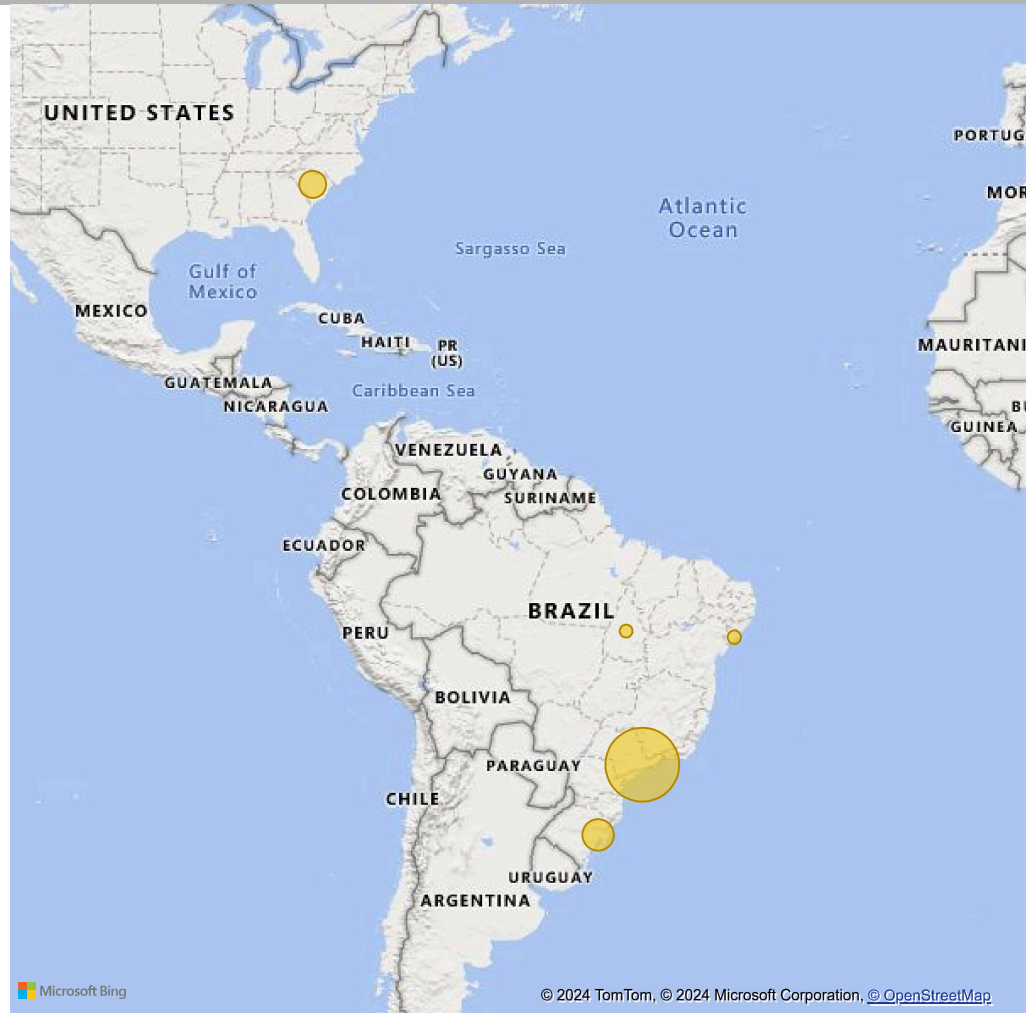 UNITED STATES
PORTUG
MOR
Atlantic
Ocean
Sargasso Sea
Gulf of
Mexico
MEXICO
CUBA
HAITI
PR
(US)
MAURITANI
GUATEMALA
Caribbean Sea
NICARAGUA
BU
GUINEA
VENEZUELA
GUYANA
COLOMBIA
SURINAME
ECUADOR
BRAZIL
PERU
BOLIVIA
PARAGUAY
CHILE
URUGUAY
ARGENTINA
Microsoft Bing
© 2024 TomTom, © 2024 Microsoft Corporation, © OpenStreetMap